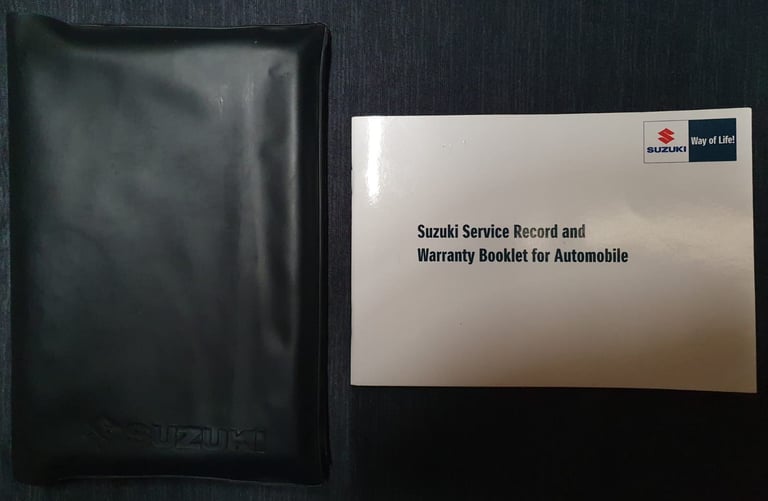 SUZUKI
SUZUKI
Way of Life!
Suzuki Service Record and
Warranty Booklet for Automobile